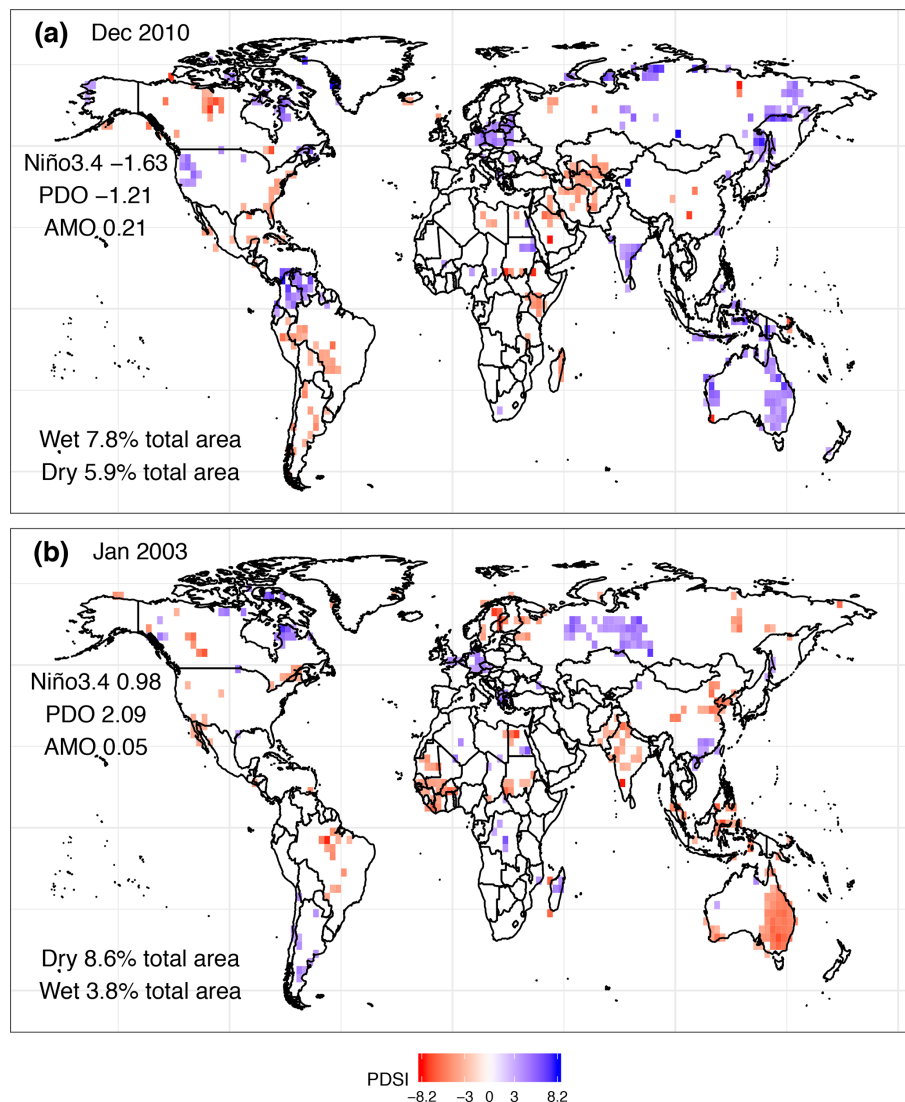 (a) Dec 2010
Niño3.4 −1.63
PDO −1.21
AMO 0.21
Wet 7.8% total area
Dry 5.9% total area
(b) Jan 2003
Niño3.4 0.98
PDO 2.09
AMO 0.05
Dry 8.6% total area
Wet 3.8% total area
PDSI
−8.2 −3 0 3 8.2